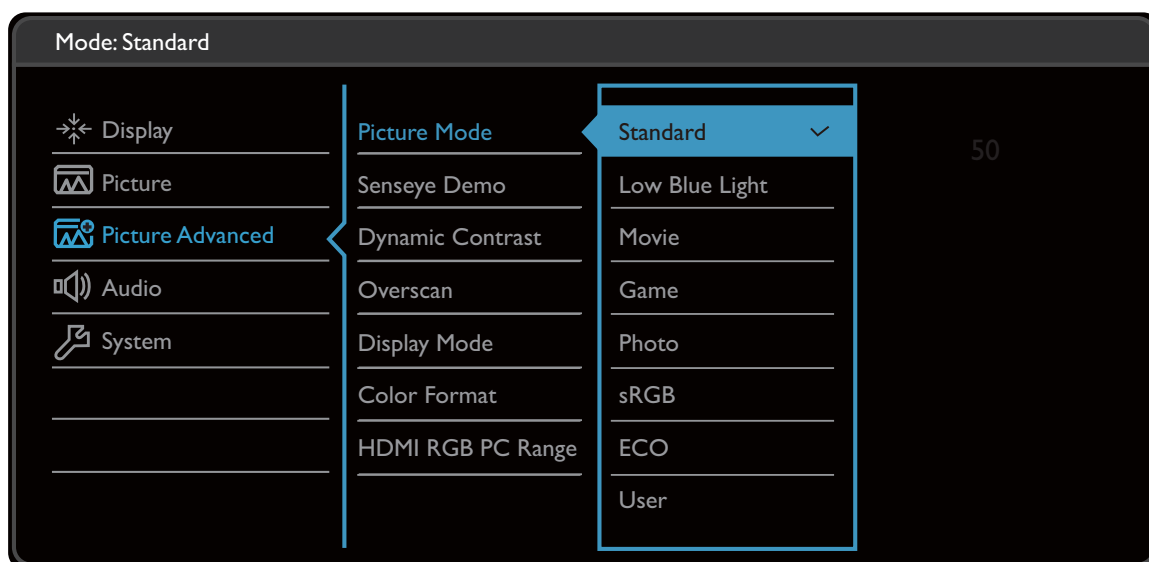 Mode: Standard
Display
Picture
Picture Advanced
Audio
System
Picture Mode
Senseye Demo
Dynamic Contrast
Overscan
Display Mode
Color Format
HDMI RGB PC Range
Standard
Low Blue Light
Movie
Game
Photo
sRGB
ECO
User
50